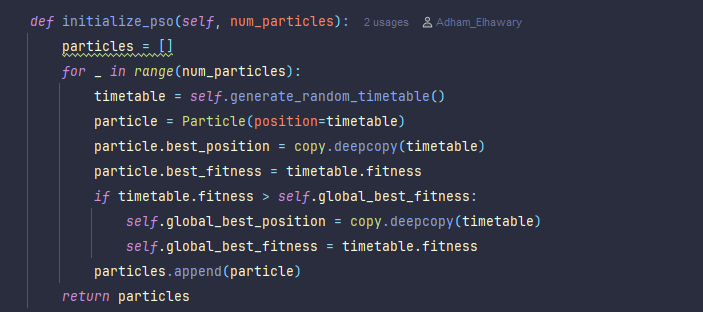 def initialize_pso(self, num_particles): 2 usages Adham_Elhawary
    particles = []
    for _ in range(num_particles):
        timetable = self.generate_random_timetable()
        particle = Particle(position=timetable)
        particle.best_position = copy.deepcopy(timetable)
        particle.best_fitness = timetable.fitness
        if timetable.fitness > self.global_best_fitness:
            self.global_best_position = copy.deepcopy(timetable)
            self.global_best_fitness = timetable.fitness
        particles.append(particle)
    return particles